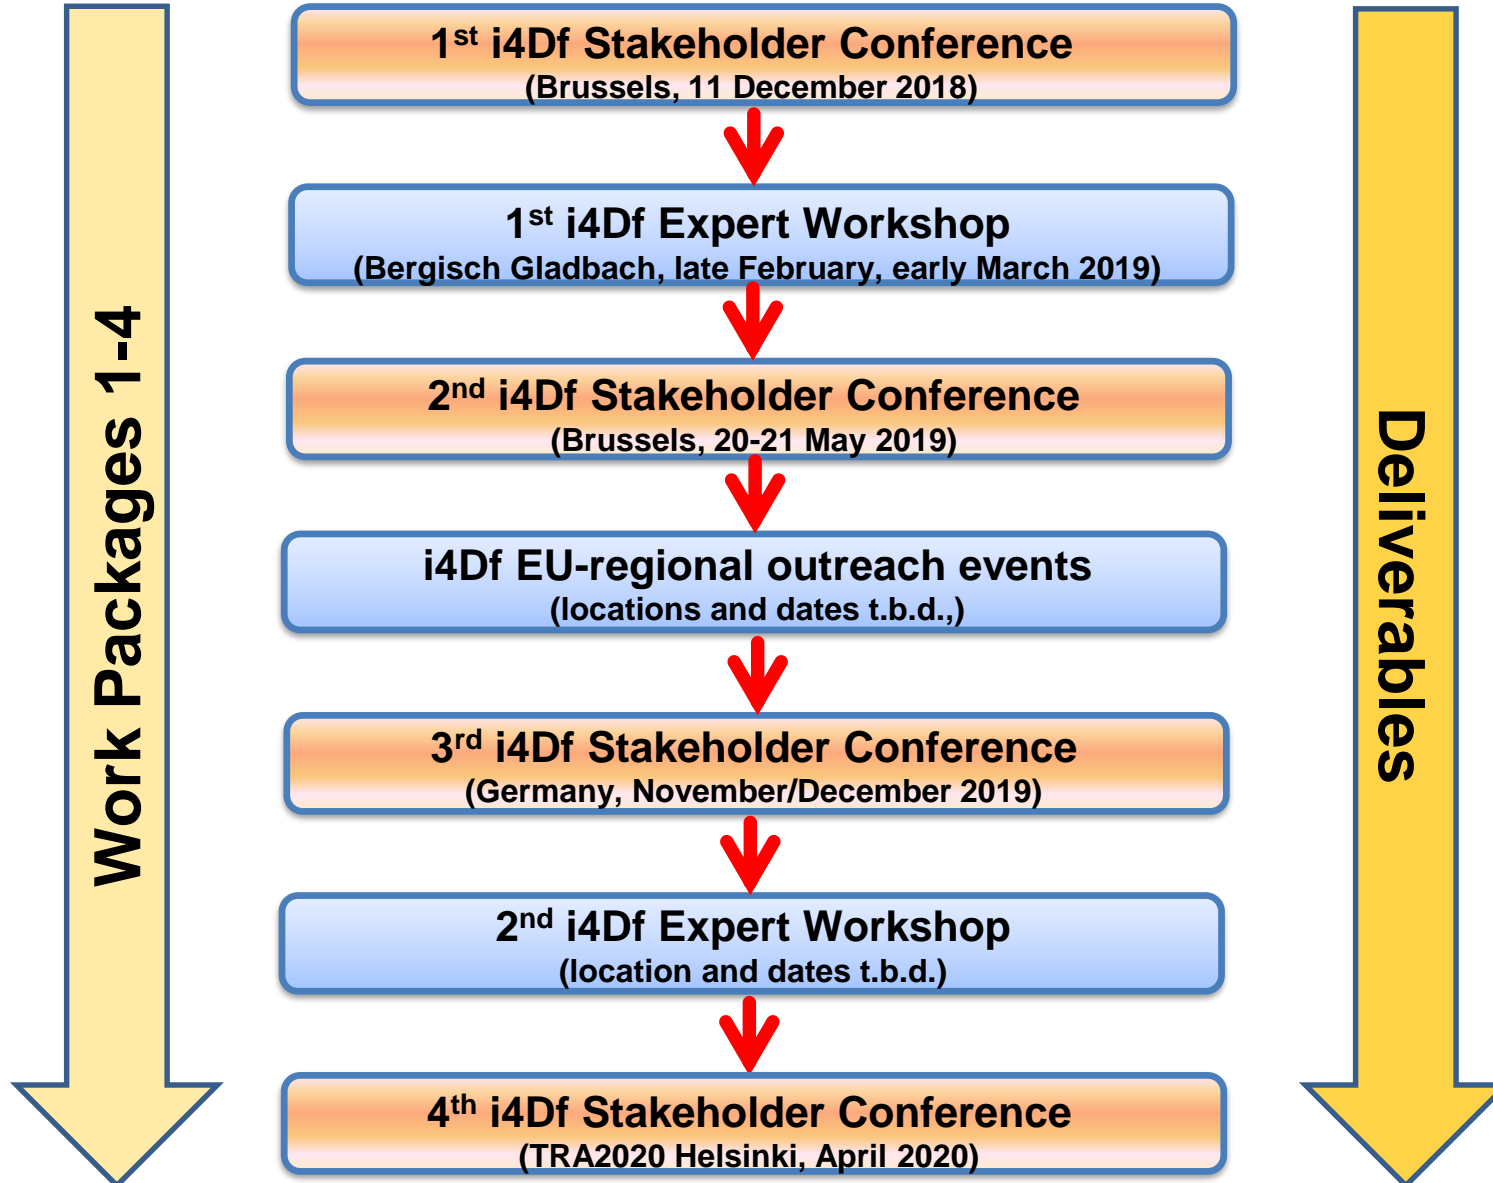 1st i4Df Stakeholder Conference
(Brussels, 11 December 2018)
1st i4Df Expert Workshop
(Bergisch Gladbach, late February, early March 2019)
2nd i4Df Stakeholder Conference
(Brussels, 20-21 May 2019)
i4Df EU-regional outreach events
(locations and dates t.b.d.,)
3rd i4Df Stakeholder Conference
(Germany, November/December 2019)
2nd i4Df Expert Workshop
(location and dates t.b.d.)
4th i4Df Stakeholder Conference
(TRA2020 Helsinki, April 2020)
Work Packages 1-4
Deliverables